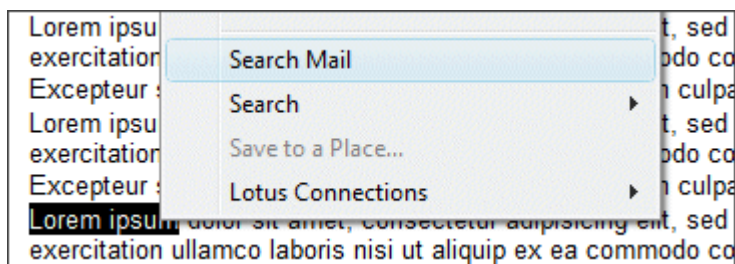 Lorem ipsu t, sed
exercitation Search Mail odo co
Excepteur culpa
Search
Lorem ipsu t, sed
exercitation Save to a Place... odo co
Excepteur culpa
Lotus Connections
Lorem ipsum dolor sit amet, consectetur adipisicing elit, sed
exercitation ullamco laboris nisi ut aliquip ex ea commodo co